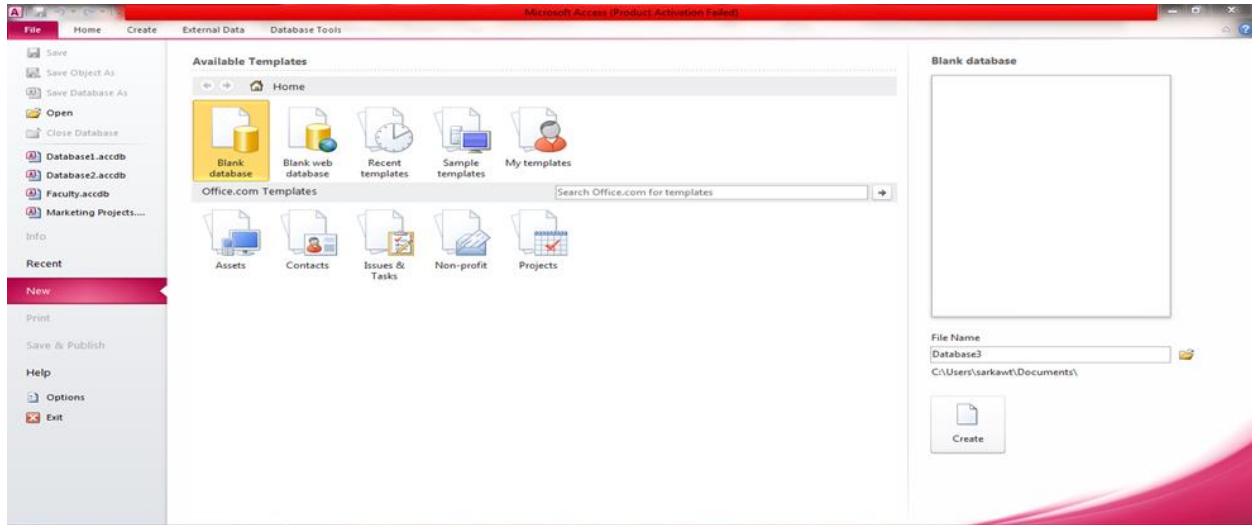 Microsoft Access (Product Activation Failed)
File Home Create External Data Database Tools
Save
Save Object As
Save Database As
Open
Close Database
Database1.accdb
Database2.accdb
Faculty.accdb
Marketing Projects....
Info
Recent
New
Print
Save & Publish
Help
Options
Exit
Available Templates
Home
Blank database
Blank web database
Recent templates
Sample templates
My templates
Office.com Templates
Search Office.com for templates
Assets
Contacts
Issues & Tasks
Non-profit
Projects
Blank database
File Name
Database3
C:\Users\sarkawt\Documents\
Create